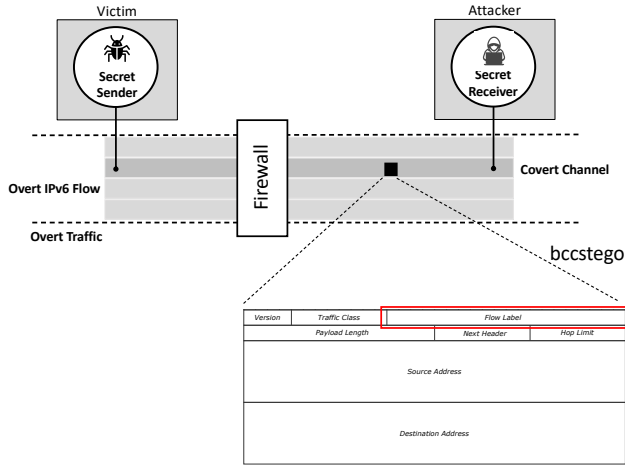 Victim
Attacker
Secret
Sender
Secret
Receiver
Firewall
Overt IPv6 Flow
Covert Channel
Overt Traffic
bccstego
Version Traffic Class Flow Label
Payload Length Next Header Hop Limit
Source Address
Destination Address